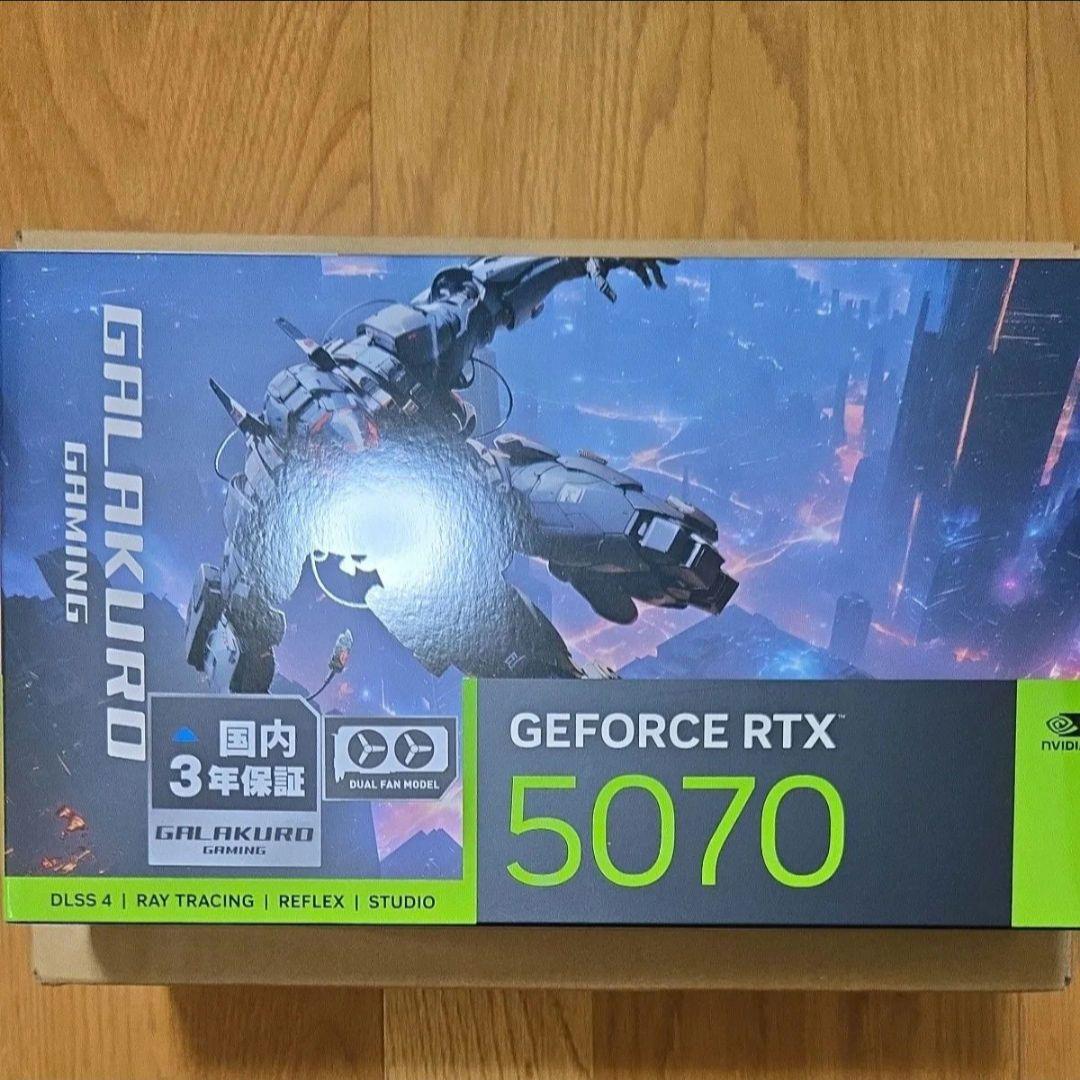 GALAKURO
GAMING
国内
3年保証
GALAKURO
GAMING
DUAL FAN MODEL
GEFORCE RTX™
5070
NVIDIA
DLSS 4 | RAY TRACING | REFLEX | STUDIO